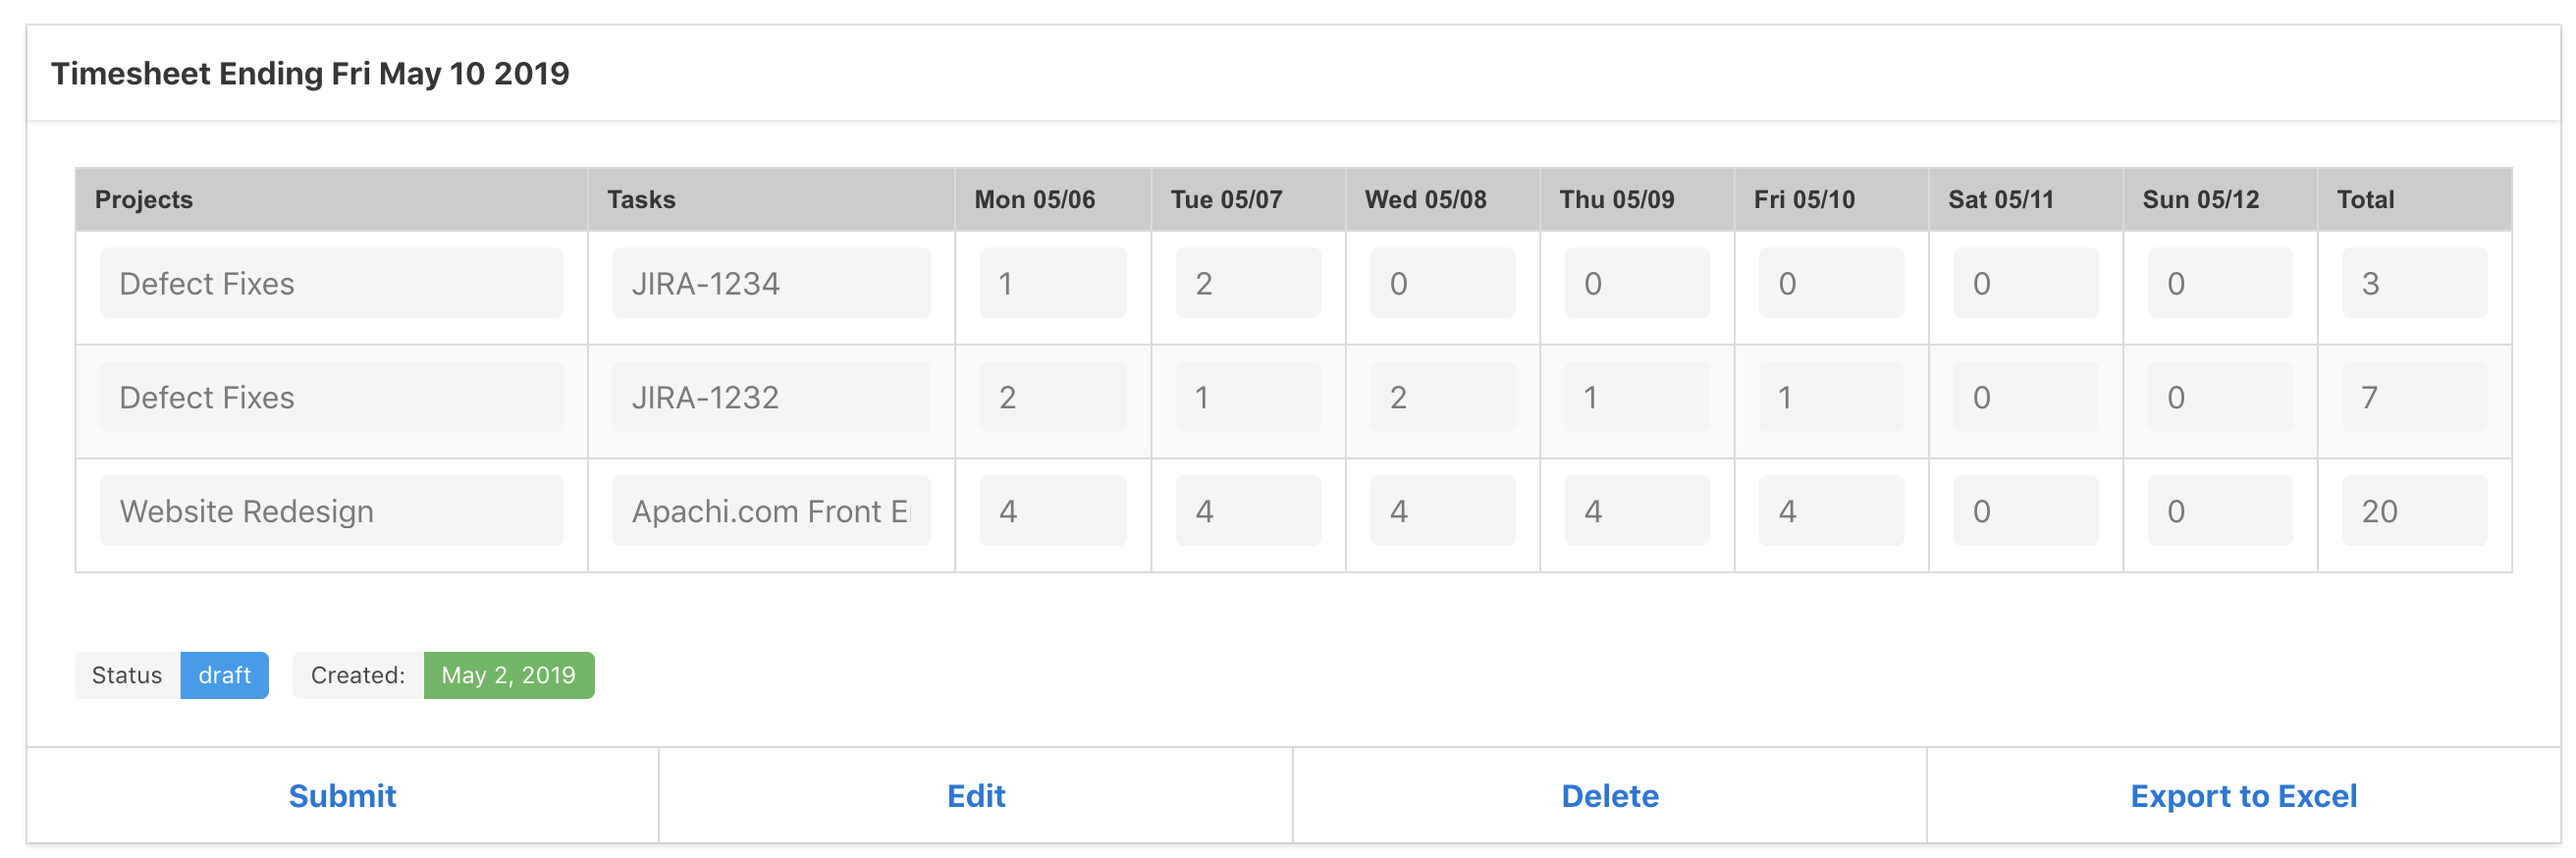 Timesheet Ending Fri May 10 2019
Projects Tasks Mon 05/06 Tue 05/07 Wed 05/08 Thu 05/09 Fri 05/10 Sat 05/11 Sun 05/12 Total
Defect Fixes JIRA-1234 1 2 0 0 0 0 0 3
Defect Fixes JIRA-1232 2 1 2 1 1 0 0 7
Website Redesign Apachi.com Front 4 4 4 4 4 0 0 20
Status draft Created: May 2, 2019
Submit Edit Delete Export to Excel